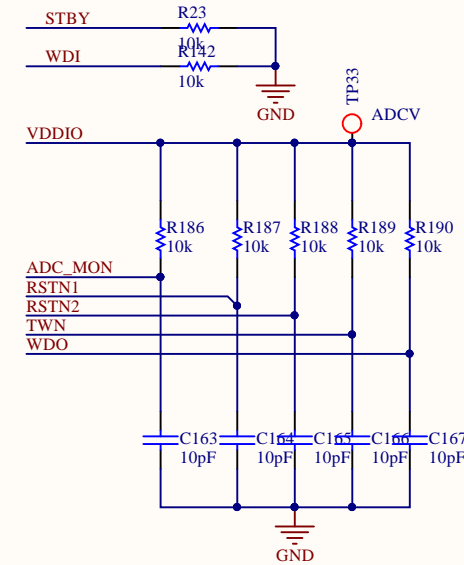 STBY
R23
10k
WDI
R142
10k
GND
TP33
ADCV
VDDIO
R186
10k
R187
10k
R188
10k
R189
10k
R190
10k
ADC_MON
RSTN1
RSTN2
TWN
WDO
C163
10pF
C164
10pF
C165
10pF
C166
10pF
C167
10pF
GND